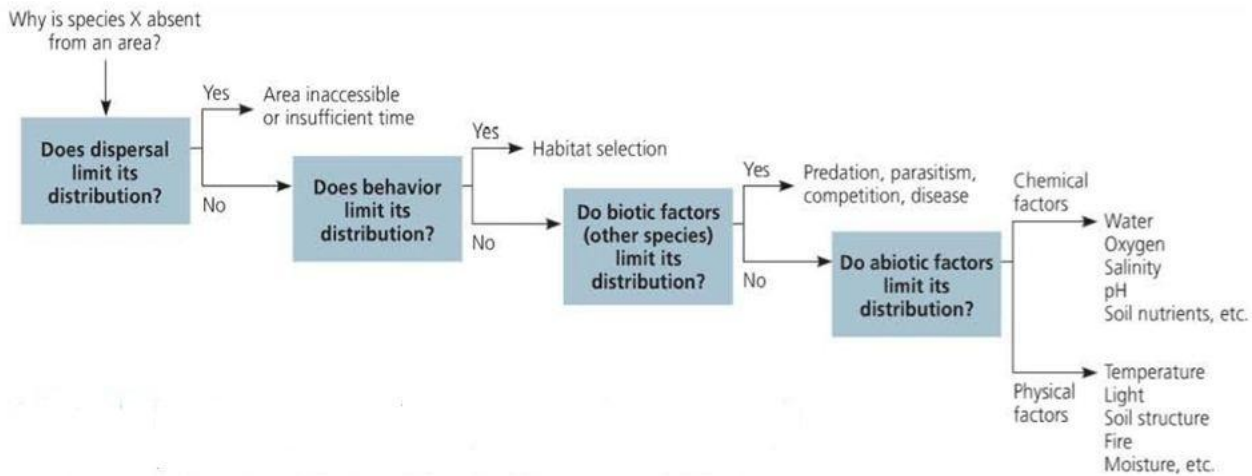 Why is species X absent
from an area?
Yes
Area inaccessible
or insufficient time
Does dispersal
limit its
distribution?
No
Yes
Habitat selection
Does behavior
limit its
distribution?
No
Yes
Predation, parasitism,
competition, disease
Do biotic factors
(other species)
limit its
distribution?
No
Chemical
factors
Water
Oxygen
Salinity
pH
Soil nutrients, etc.
Do abiotic factors
limit its
distribution?
Physical
factors
Temperature
Light
Soil structure
Fire
Moisture, etc.